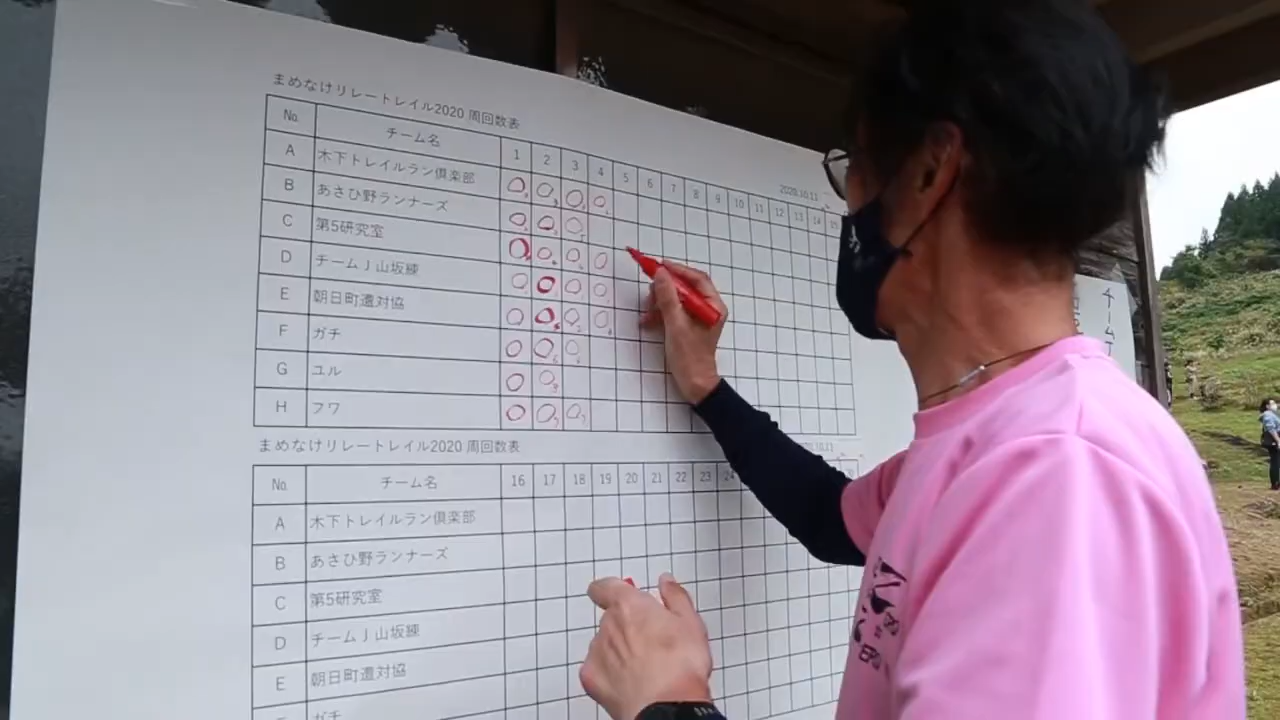 まめなけリレートレイル2020 周回数表
2020.10.11
No. チーム名 1 2 3 4 5 6 7 8 9 10 11 12 13 14 15
A 木下トレイルラン倶楽部
B あさひ野ランナーズ
C 第5研究室
D チームJ山坂練
E 朝日町遭対協
F ガチ
G ユル
H フワ
まめなけリレートレイル2020 周回数表
No. チーム名 16 17 18 19 20 21 22 23 24
A 木下トレイルラン倶楽部
B あさひ野ランナーズ
C 第5研究室
D チームJ山坂練
E 朝日町遭対協
ガチ
チーム